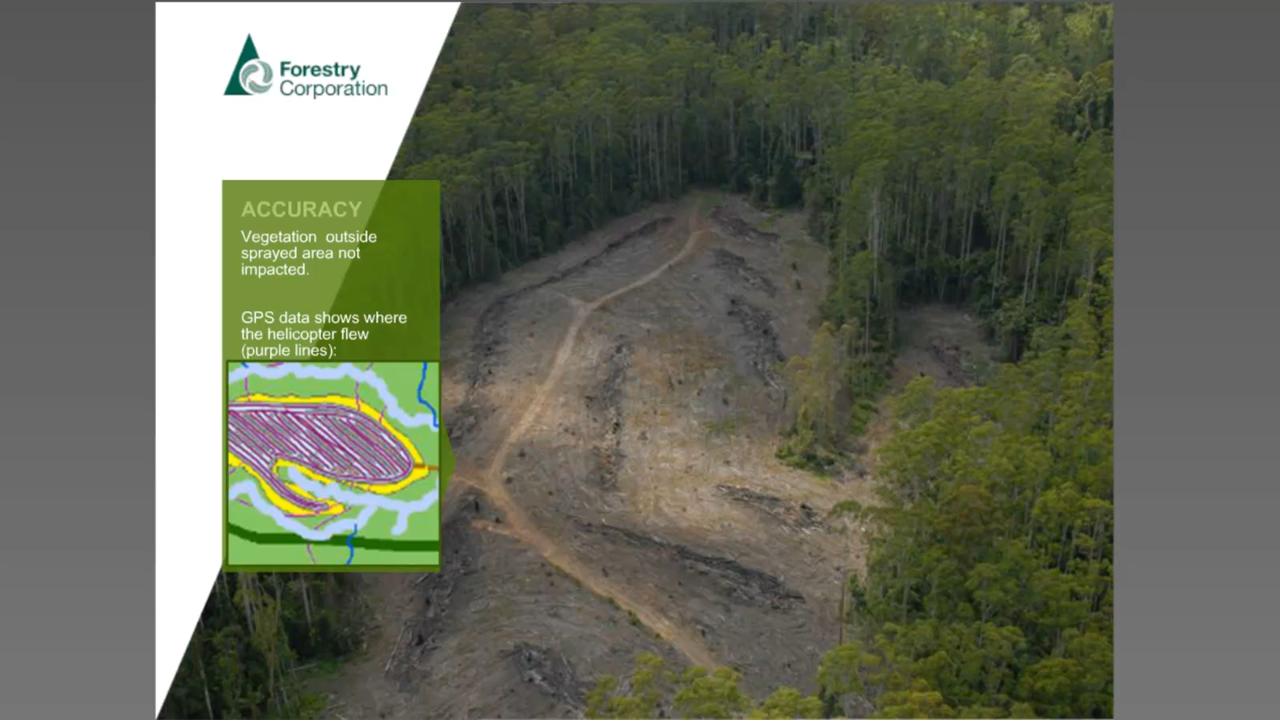 Forestry
Corporation
ACCURACY
Vegetation outside
sprayed area not
impacted.
GPS data shows where
the helicopter flew
(purple lines):